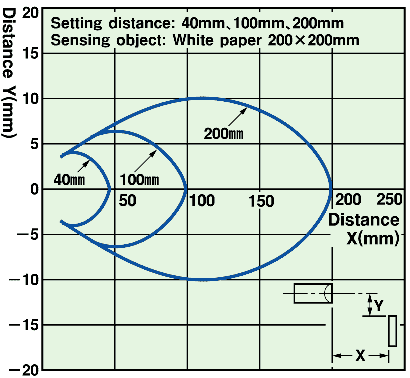 Setting distance: 40mm、100mm、200mm
Sensing object: White paper 200×200mm
Distance Y(mm)
20
15
10
5
0
−5
−10
−15
−20
200mm
40mm
100mm
50
100
150
200
250
Distance
X(mm)
Y
X